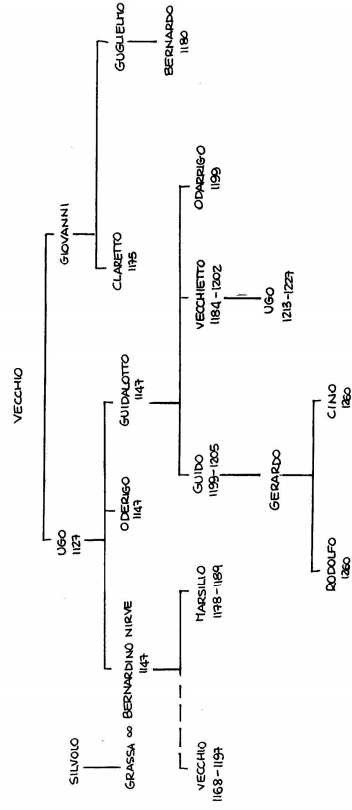 VECCHIO
UGO
1127
GIOVANNI
SILVOLO
GRASSA ∞ BERNARDINO NIRVE
1147
ODERIGO
1147
GUIDALOTTO
1147
CLARETTO
1175
GUGLIELMO
BERNARDO
1180
VECCHIO
1168-1197
MARSILIO
1178-1189
GUIDO
1199-1205
VECCHIETTO
1184-1202
ODARRIGO
1199
GERARDO
UGO
1213-1227
RODOLFO
1260
CINO
1260